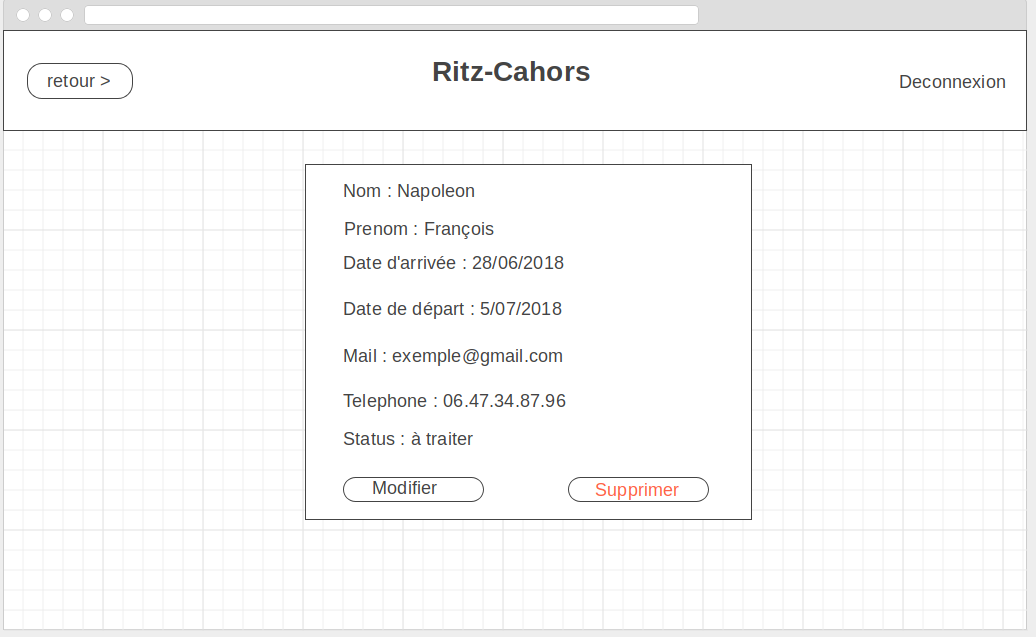 Ritz-Cahors
retour >
Deconnexion
Nom : Napoleon
Prenom : François
Date d'arrivée : 28/06/2018
Date de départ : 5/07/2018
Mail : exemple@gmail.com
Telephone : 06.47.34.87.96
Status : à traiter
Modifier
Supprimer